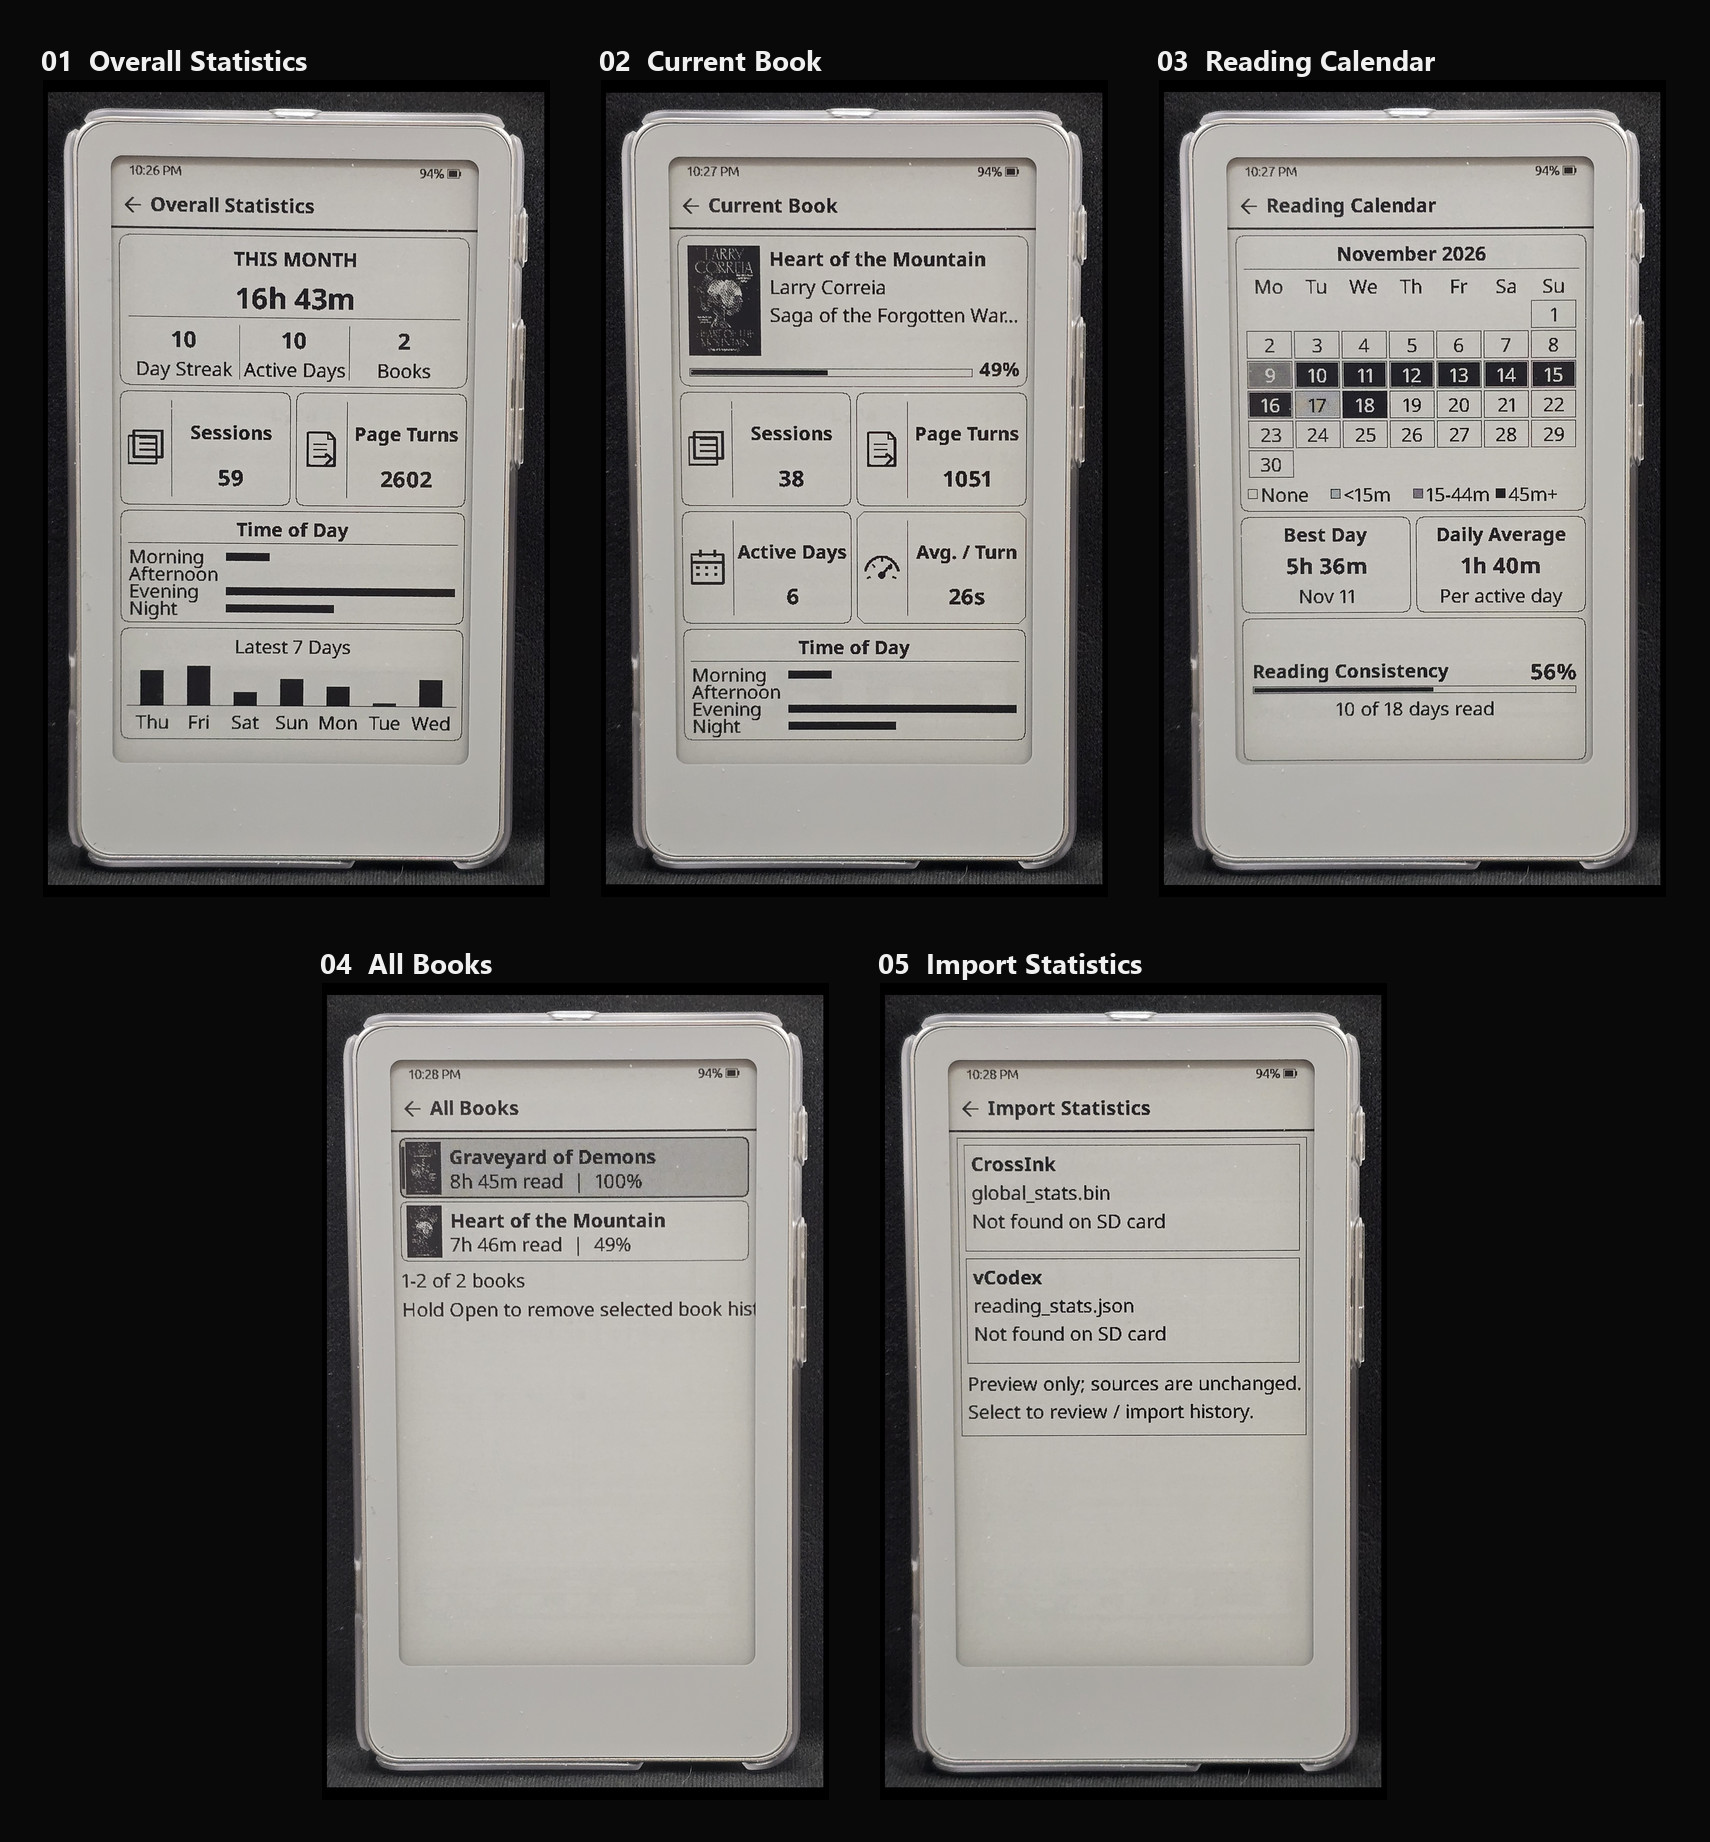 01 Overall Statistics
10:26 PM 94%
← Overall Statistics
THIS MONTH
16h 43m
10 10 2
Day Streak Active Days Books
Sessions
59
Page Turns
2602
Time of Day
Morning
Afternoon
Evening
Night
Latest 7 Days
Thu Fri Sat Sun Mon Tue Wed
02 Current Book
10:27 PM 94%
← Current Book
LARRY
CORREIA
HEART OF THE
MOUNTAIN
Heart of the Mountain
Larry Correia
Saga of the Forgotten War...
49%
Sessions
38
Page Turns
1051
Active Days
6
Avg. / Turn
26s
Time of Day
Morning
Afternoon
Evening
Night
03 Reading Calendar
10:27 PM 94%
← Reading Calendar
November 2026
Mo Tu We Th Fr Sa Su
1
2 3 4 5 6 7 8
9 10 11 12 13 14 15
16 17 18 19 20 21 22
23 24 25 26 27 28 29
30
None <15m 15-44m 45m+
Best Day
5h 36m
Nov 11
Daily Average
1h 40m
Per active day
Reading Consistency 56%
10 of 18 days read
04 All Books
10:28 PM 94%
← All Books
Graveyard of Demons
8h 45m read | 100%
Heart of the Mountain
7h 46m read | 49%
1-2 of 2 books
Hold Open to remove selected book hist
05 Import Statistics
10:28 PM 94%
← Import Statistics
CrossInk
global_stats.bin
Not found on SD card
vCodex
reading_stats.json
Not found on SD card
Preview only; sources are unchanged.
Select to review / import history.